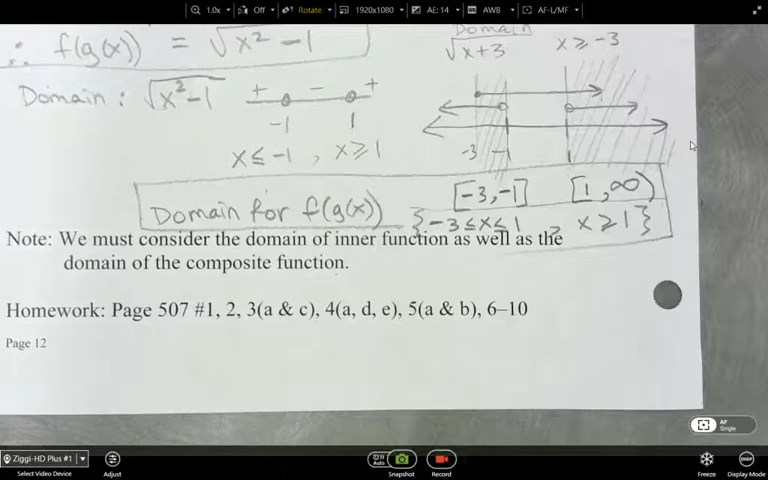 1.0x Off Rotate 1920x1080 AE: 14 AWB AF-L/MF
∴ f(g(x)) = √x² -1
Domain
√x+3 x ≥ -3
Domain : √x²-1 + - +
-1 1
x ≤ -1 , x ≥ 1
-3 -1
Domain for f(g(x)) [-3,-1] [1,∞)
{-3 ≤ x ≤ 1 , x ≥ 1}
Note: We must consider the domain of inner function as well as the
domain of the composite function.
Homework: Page 507 #1, 2, 3(a & c), 4(a, d, e), 5(a & b), 6–10
Page 12
AF
Single
Ziggi-HD Plus #1
Select Video Device
Adjust
Auto
Snapshot
Record
Freeze
Display Mode